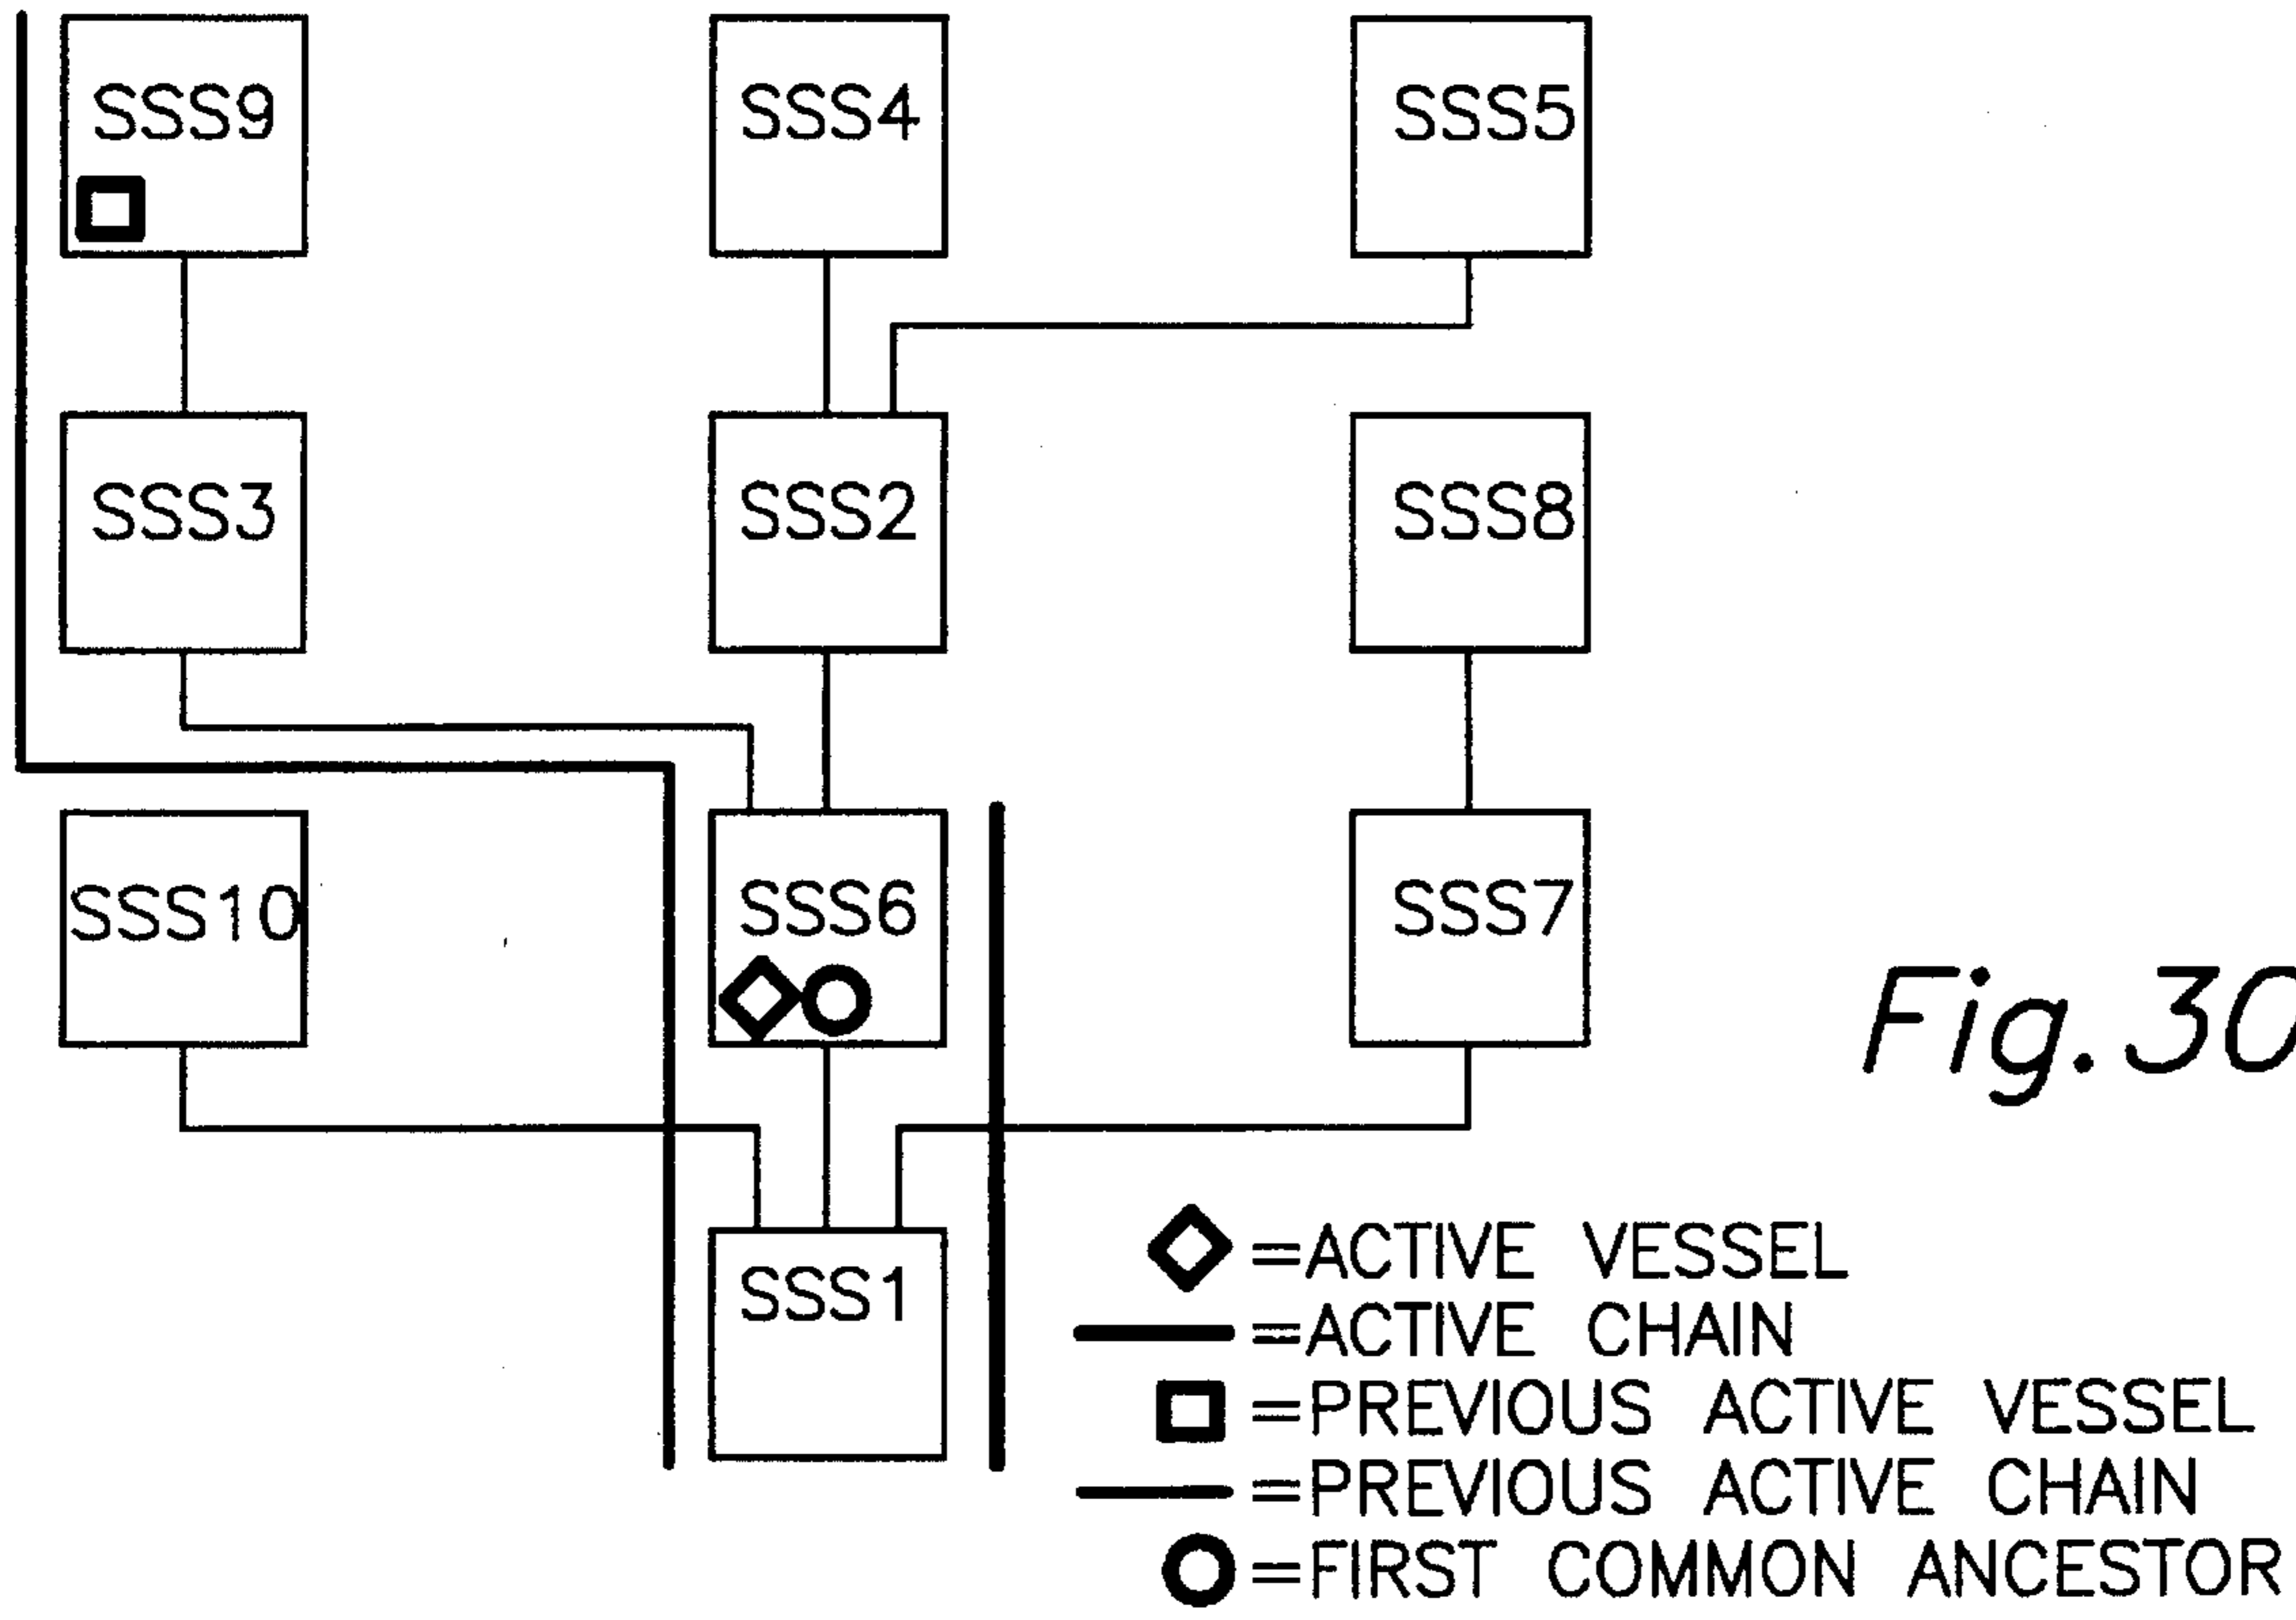 SSS9 SSS4 SSS5
SSS3 SSS2 SSS8
SSS10 SSS6 SSS7
Fig. 30
SSS1
=ACTIVE VESSEL
=ACTIVE CHAIN
=PREVIOUS ACTIVE VESSEL
=PREVIOUS ACTIVE CHAIN
=FIRST COMMON ANCESTOR